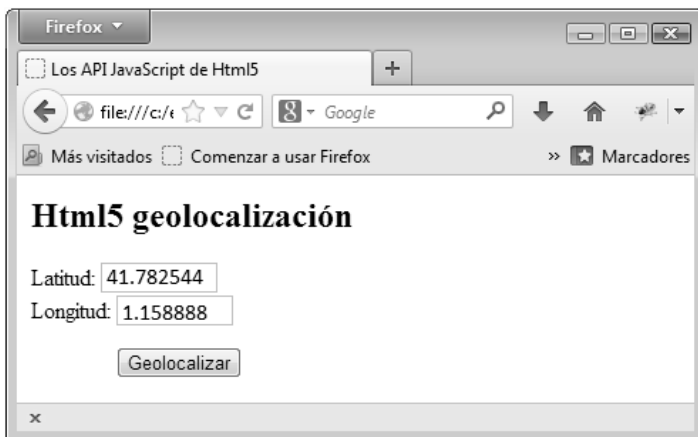 Firefox
Los API JavaScript de Html5
file:///c:/e
Google
Más visitados
Comenzar a usar Firefox
»
Marcadores
Html5 geolocalización
Latitud: 41.782544
Longitud: 1.158888
Geolocalizar